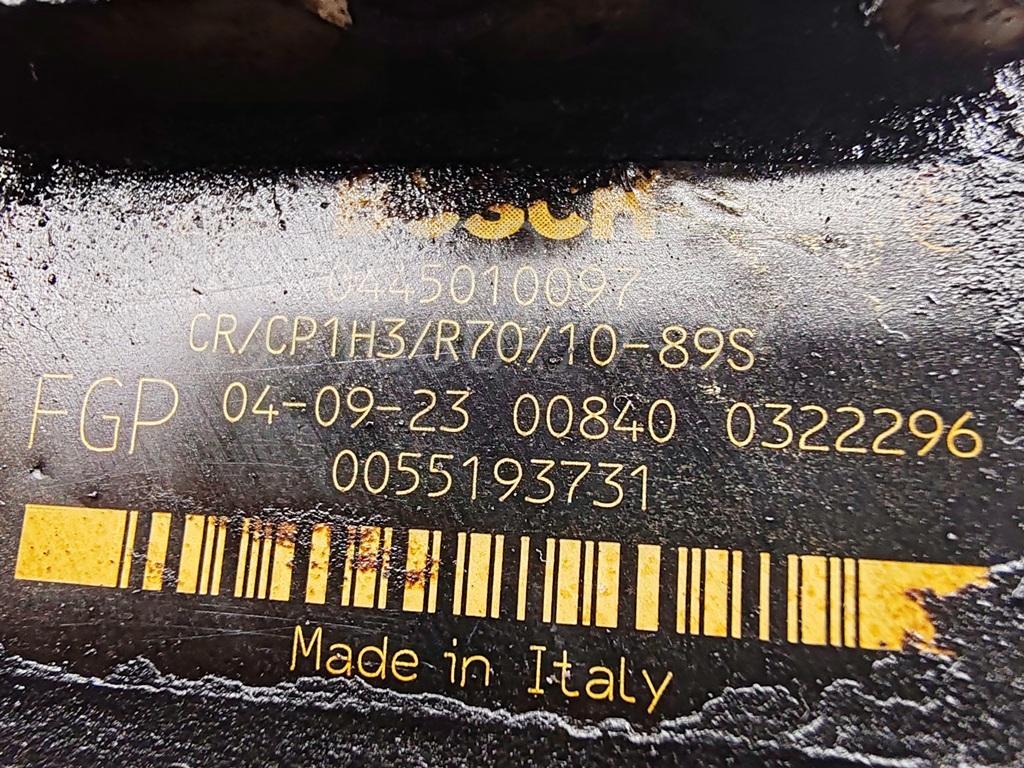 BOSCH
0445010097
CR/CP1H3/R70/10-89S
FGP 04-09-23 00840 0322296
0055193731
Made in Italy